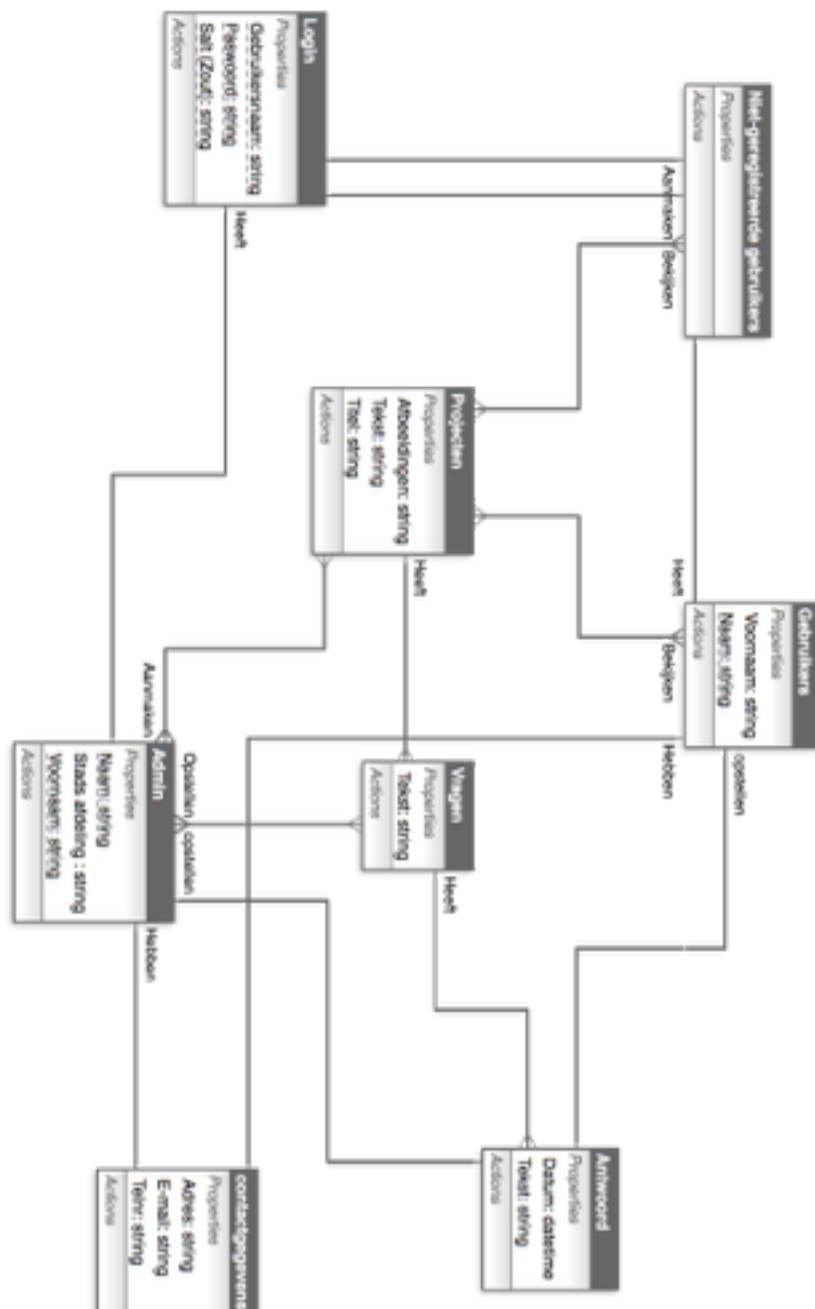 Login
Properties
Gebruikersnaam: string
Paswoord: string
Salt (Zout): string
Actions
Heeft
Niet-geregistreerde gebruikers
Properties
Actions
Aanmaken
Bekijken
Heeft
Projecten
Properties
Afbeeldingen: string
Tekst: string
Titel: string
Actions
Heeft
Gebruikers
Properties
Voornaam: string
Naam: string
Actions
Bekijken
Hebben
opstellen
Vragen
Properties
Tekst: string
Actions
Heeft
Aanmaken
Opstellen
opstellen
Admin
Properties
Naam: string
Stads afdeling : string
Voornaam: string
Actions
Hebben
Antwoord
Properties
Datum: datetime
Tekst: string
Actions
contactgegevens
Properties
Adres: string
E-mail: string
Telnr: string
Actions